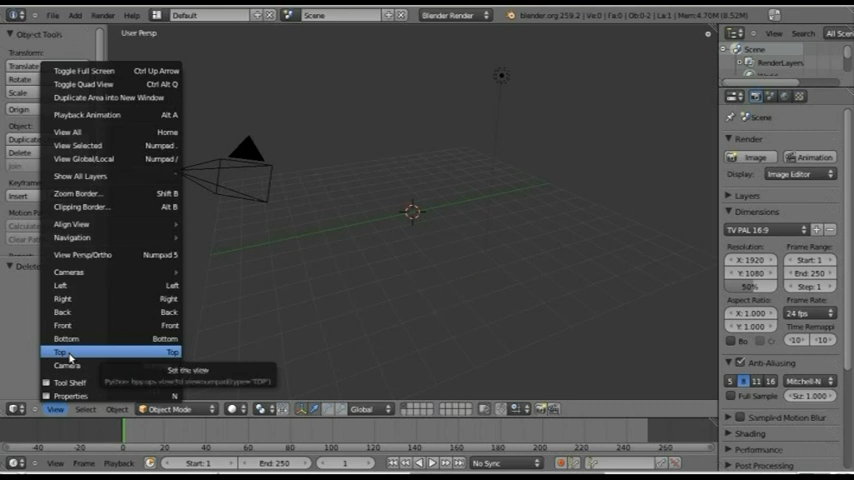 File Add Render Help Default Scene Blender Render blender.org 259.2 | Ve:0 | Fa:0 | Ob:0-2 | La:1 | Mem:4.70M (8.52M)
Object Tools
User Persp
View Search All Scen
Scene
RenderLayers
World
Transform:
Translate
Rotate
Scale
Origin
Object:
Duplicate
Delete
Join
Keyframe
Insert
Motion Pa
Calculate
Clear Pat
Delete
Toggle Full Screen Ctrl Up Arrow
Toggle Quad View Ctrl Alt Q
Duplicate Area into New Window
Playback Animation Alt A
View All Home
View Selected Numpad .
View Global/Local Numpad /
Show All Layers
Zoom Border... Shift B
Clipping Border... Alt B
Align View
Navigation
View Persp/Ortho Numpad 5
Cameras
Left Left
Right Right
Back Back
Front Front
Bottom Bottom
Top Top
Camera
Set the view
Tool Shelf
Properties N
View Select Object Object Mode Global
Scene
Render
Image Animation
Display: Image Editor
Layers
Dimensions
TV PAL 16:9
Resolution: Frame Range:
X: 1920 Start: 1
Y: 1080 End: 250
50% Step: 1
Aspect Ratio: Frame Rate:
X: 1.000 24 fps
Y: 1.000 Time Remappi
Bo Cr 10 10
Anti-Aliasing
5 8 11 16 Mitchell-N
Full Sample Siz: 1.000
Sampled Motion Blur
Shading
Performance
Post Processing
-40 -20 0 20 40 60 80 100 120 140 160 180 200 220 240 260
View Frame Playback Start: 1 End: 250 1 No Sync